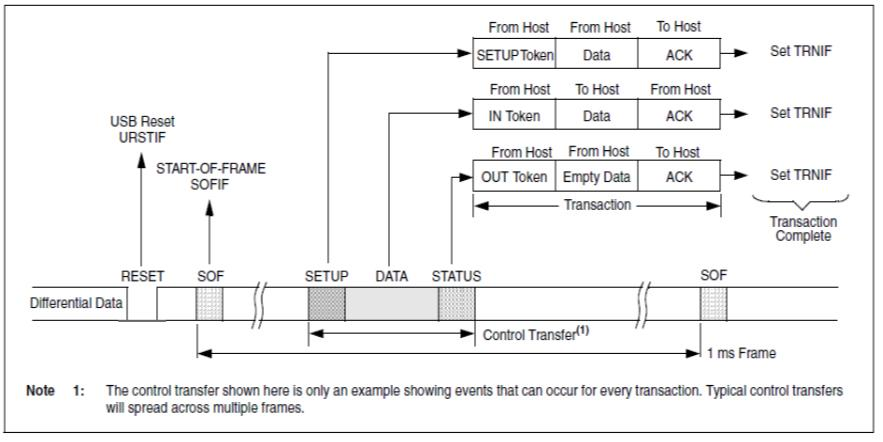 From Host From Host To Host
SETUP Token Data ACK Set TRNIF
From Host To Host From Host
IN Token Data ACK Set TRNIF
USB Reset
URSTIF
From Host From Host To Host
START-OF-FRAME
SOFIF
OUT Token Empty Data ACK Set TRNIF
Transaction
Transaction
Complete
RESET SOF SETUP DATA STATUS SOF
Differential Data
Control Transfer(1)
1 ms Frame
Note 1: The control transfer shown here is only an example showing events that can occur for every transaction. Typical control transfers
will spread across multiple frames.